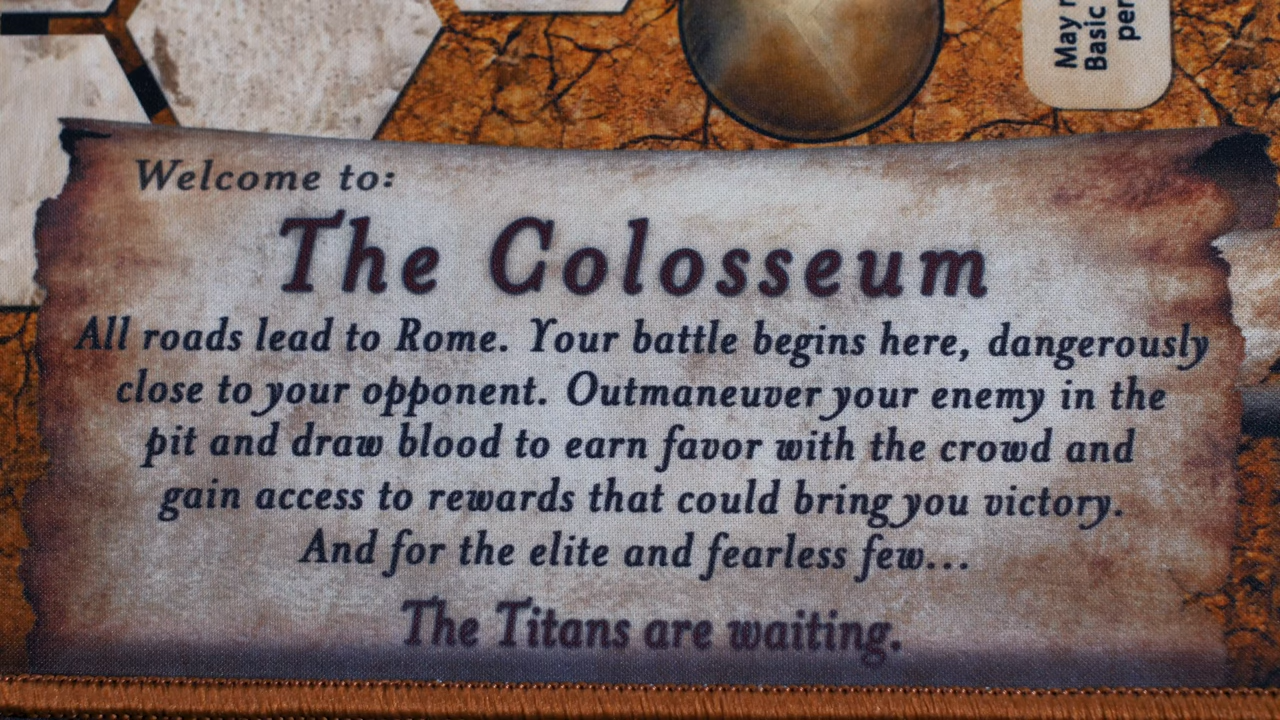 May
Basic
Welcome to:
The Colosseum
All roads lead to Rome. Your battle begins here, dangerously
close to your opponent. Outmaneuver your enemy in the
pit and draw blood to earn favor with the crowd and
gain access to rewards that could bring you victory.
And for the elite and fearless few...
The Titans are waiting.